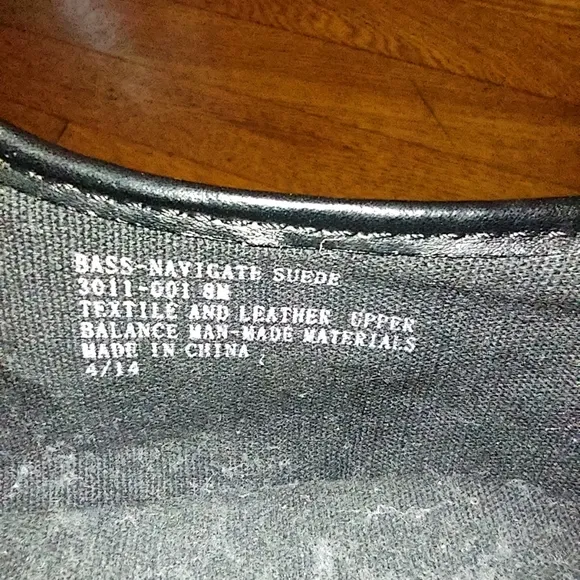 BASS-NAVIGATE SUEDE
3011-001 8M
TEXTILE AND LEATHER UPPER
BALANCE MAN-MADE MATERIALS
MADE IN CHINA
4/14